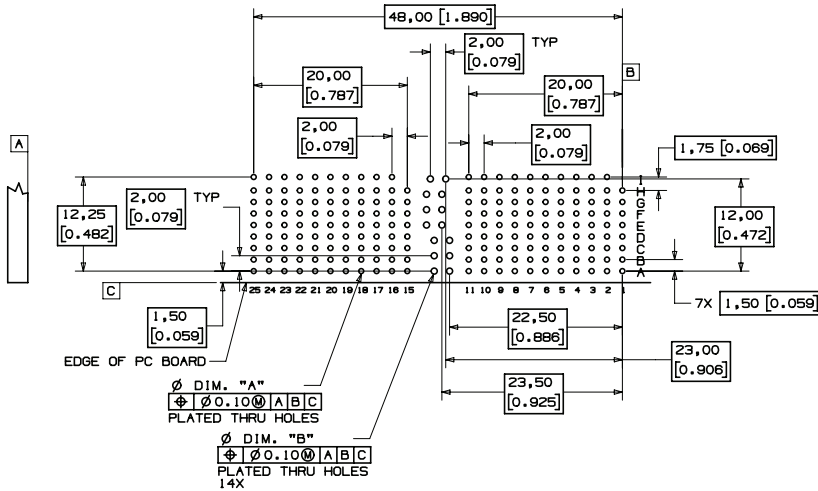 48,00 [1.890]
2,00 TYP
[0.079]
B
20,00
[0.787]
20,00
[0.787]
2,00
[0.079]
2,00
[0.079]
1,75 [0.069]
A
2,00 TYP
[0.079]
12,25
[0.482]
12,00
[0.472]
I
H
G
F
E
D
C
B
A
C
25 24 23 22 21 20 19 18 17 16 15
11 10 9 8 7 6 5 4 3 2 1
7X 1,50 [0.059]
1,50
[0.059]
22,50
[0.886]
EDGE OF PC BOARD
23,00
[0.906]
23,50
[0.925]
Ø DIM. "A"
⌖ Ø0.10Ⓜ A B C
PLATED THRU HOLES
Ø DIM. "B"
⌖ Ø0.10Ⓜ A B C
PLATED THRU HOLES
14X